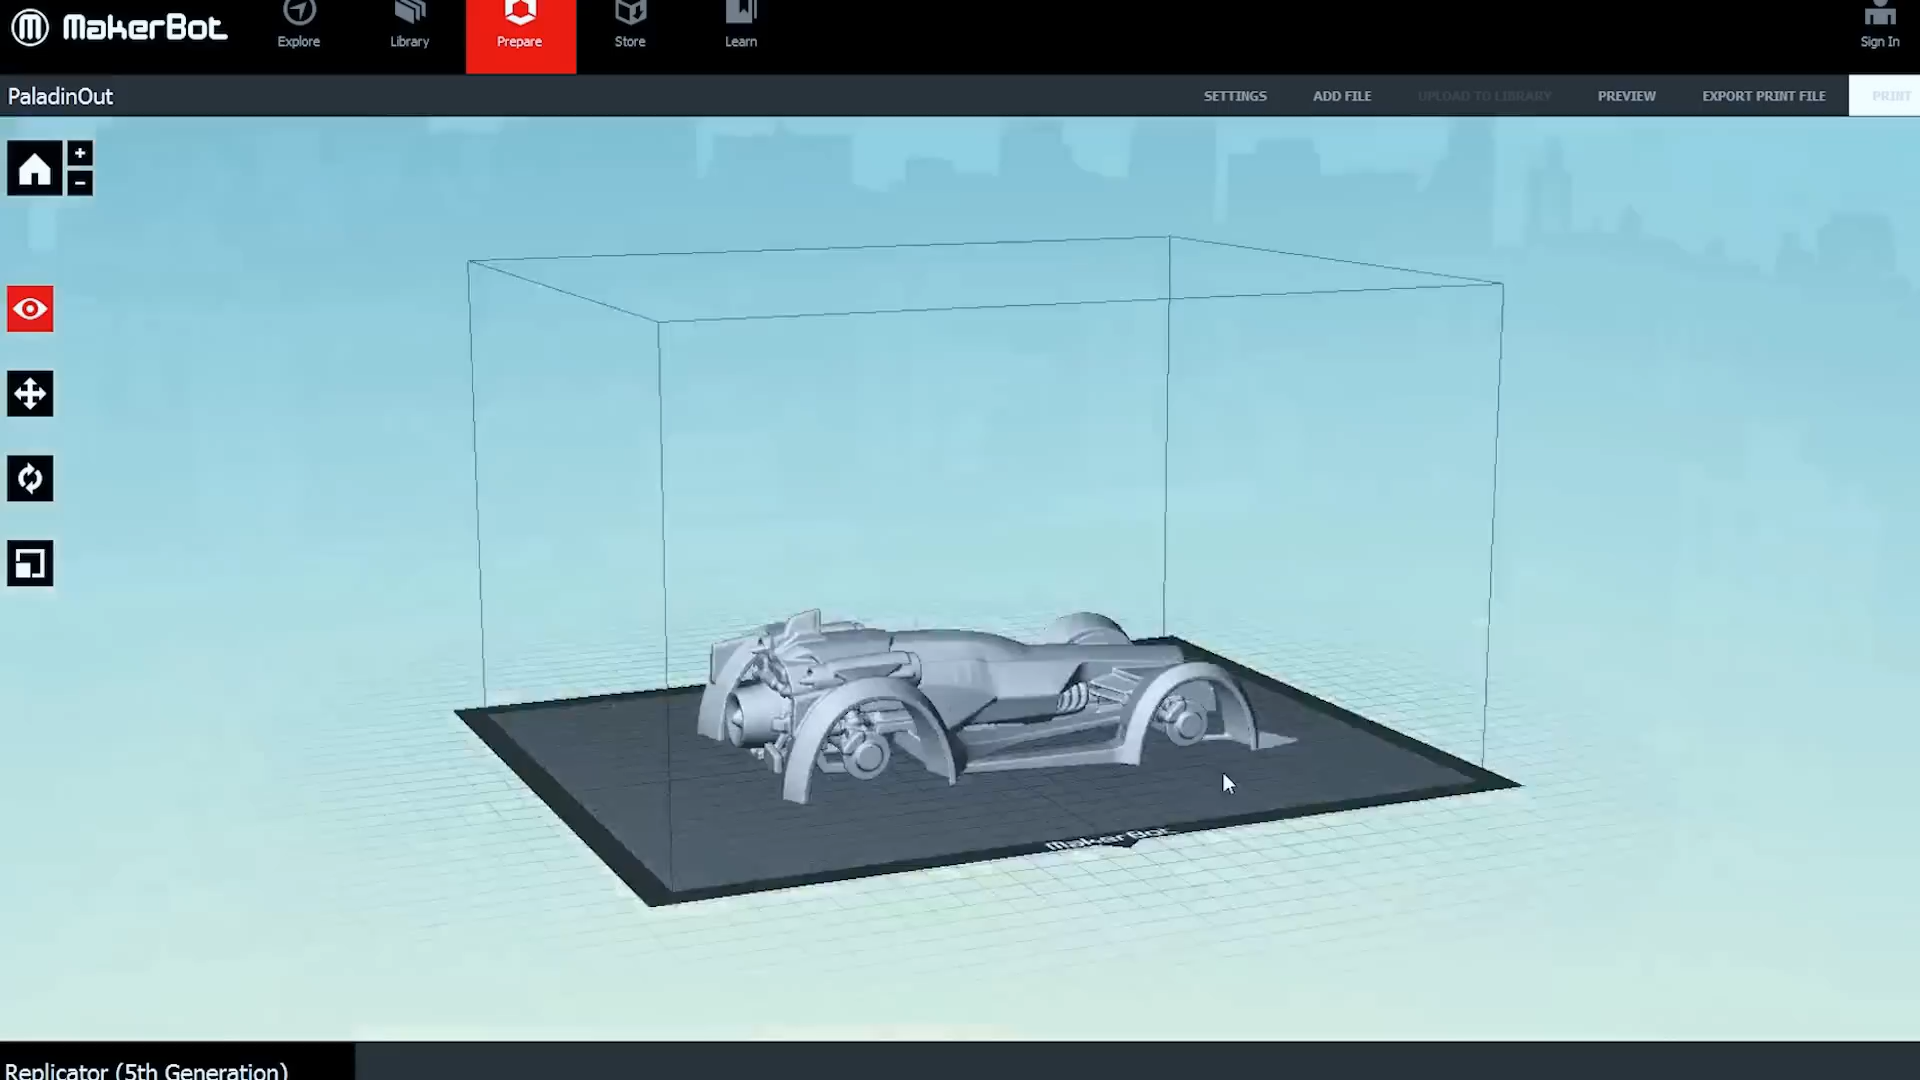 MakerBot
Explore
Library
Prepare
Store
Learn
Sign In
PaladinOut
SETTINGS
ADD FILE
UPLOAD TO LIBRARY
PREVIEW
EXPORT PRINT FILE
PRINT
MakerBot
Replicator (5th Generation)